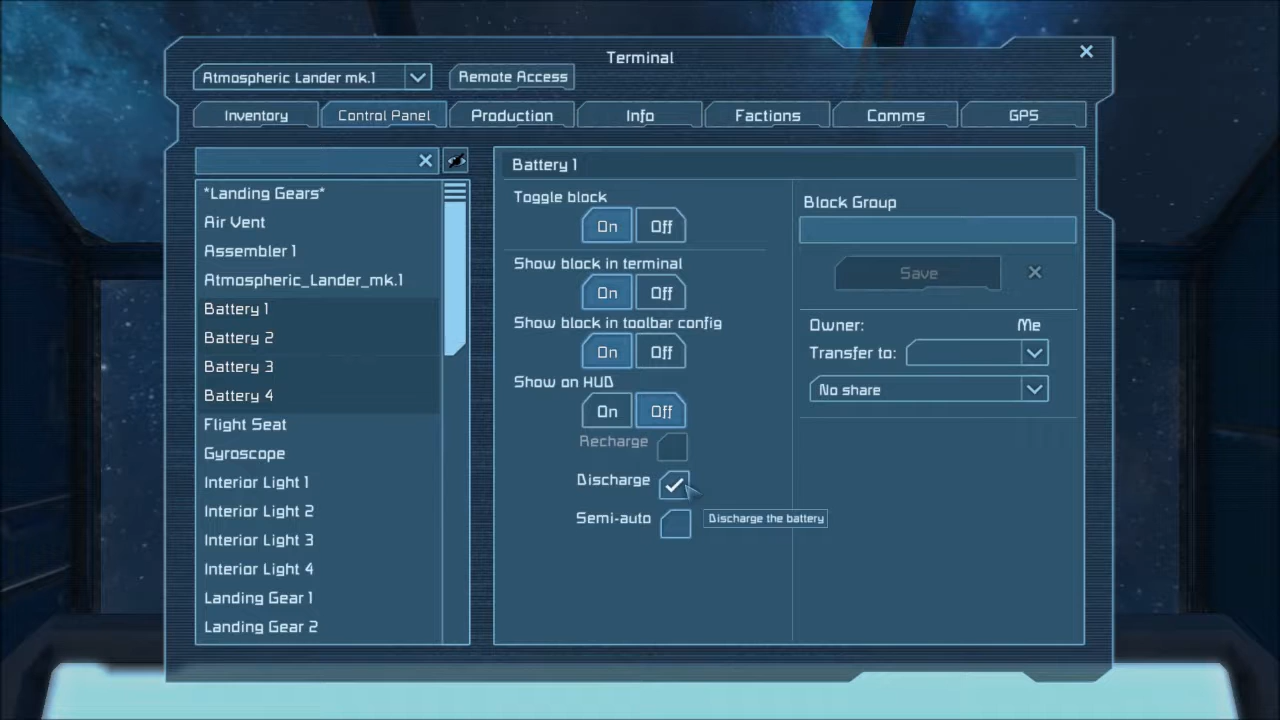 Terminal
Atmospheric Lander mk.1
Remote Access
Inventory
Control Panel
Production
Info
Factions
Comms
GPS
*Landing Gears*
Air Vent
Assembler 1
Atmospheric_Lander_mk.1
Battery 1
Battery 2
Battery 3
Battery 4
Flight Seat
Gyroscope
Interior Light 1
Interior Light 2
Interior Light 3
Interior Light 4
Landing Gear 1
Landing Gear 2
Battery 1
Toggle block
On Off
Show block in terminal
On Off
Show block in toolbar config
On Off
Show on HUD
On Off
Recharge
Discharge
Semi-auto
Discharge the battery
Block Group
Save
Owner: Me
Transfer to:
No share